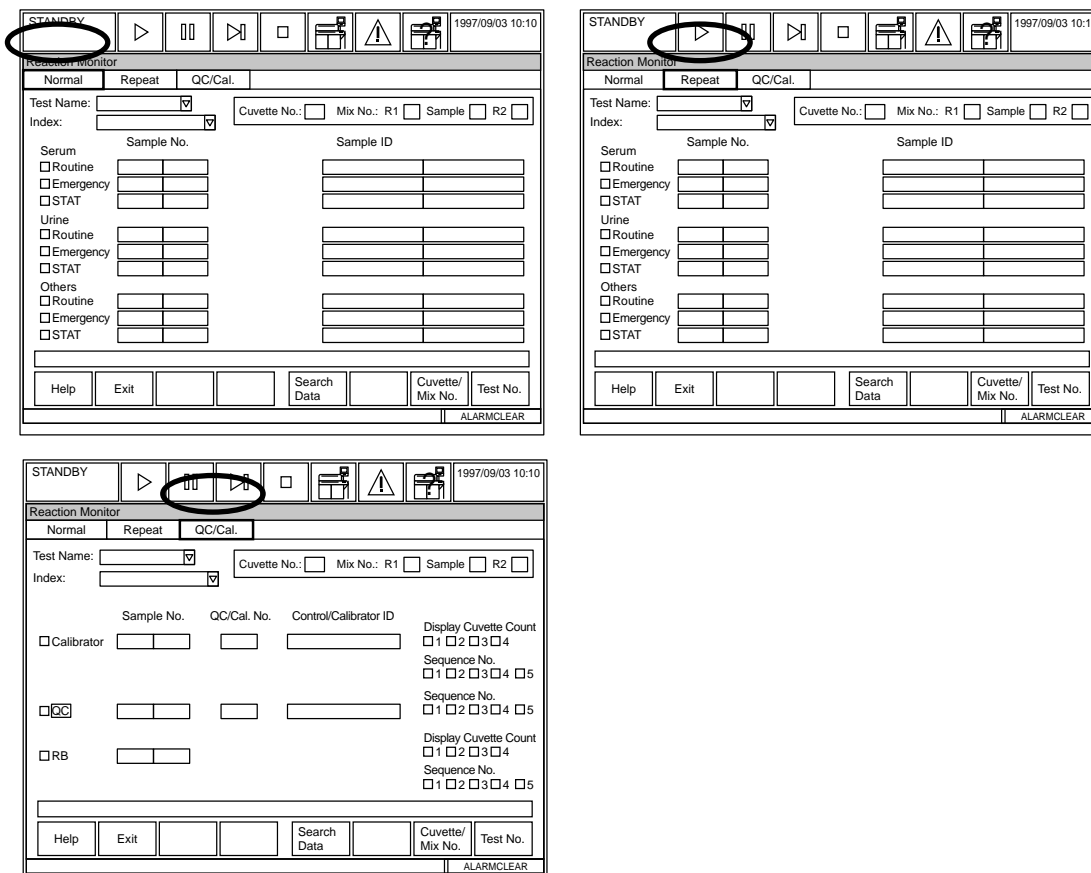 STANDBY
1997/09/03 10:10
Reaction Monitor
Normal Repeat QC/Cal.
Test Name:
Index:
Cuvette No.: Mix No.: R1 Sample R2
Sample No. Sample ID
Serum
Routine
Emergency
STAT
Urine
Routine
Emergency
STAT
Others
Routine
Emergency
STAT
Help Exit Search Data Cuvette/ Mix No. Test No.
ALARMCLEAR
STANDBY
1997/09/03 10:1
Reaction Monitor
Normal Repeat QC/Cal.
Test Name:
Index:
Cuvette No.: Mix No.: R1 Sample R2
Sample No. Sample ID
Serum
Routine
Emergency
STAT
Urine
Routine
Emergency
STAT
Others
Routine
Emergency
STAT
Help Exit Search Data Cuvette/ Mix No. Test No.
ALARMCLEAR
STANDBY
1997/09/03 10:10
Reaction Monitor
Normal Repeat QC/Cal.
Test Name:
Index:
Cuvette No.: Mix No.: R1 Sample R2
Sample No. QC/Cal. No. Control/Calibrator ID
Display Cuvette Count
Calibrator 1 2 3 4
Sequence No.
1 2 3 4 5
Sequence No.
QC 1 2 3 4 5
Display Cuvette Count
RB 1 2 3 4
Sequence No.
1 2 3 4 5
Help Exit Search Data Cuvette/ Mix No. Test No.
ALARMCLEAR